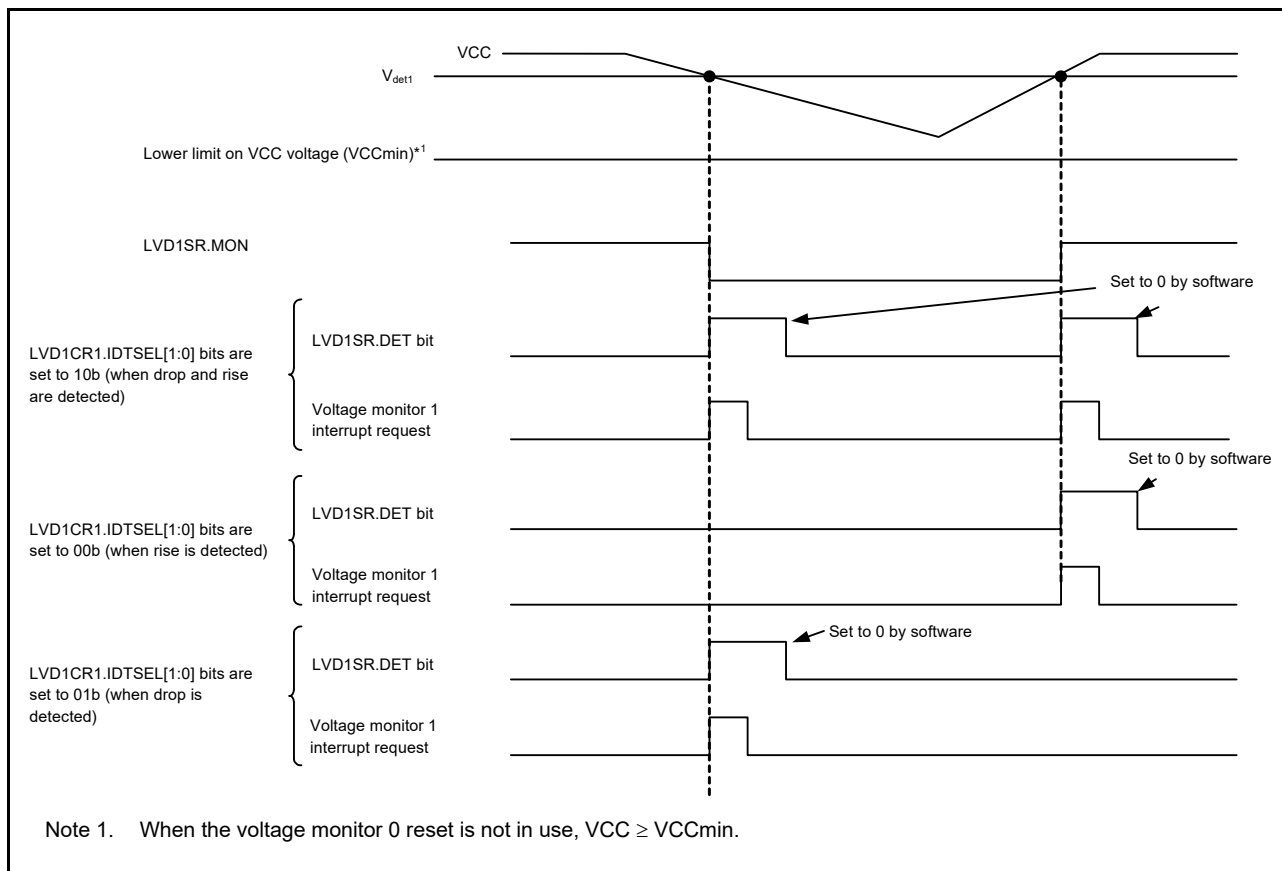 VCC
Vdet1
Lower limit on VCC voltage (VCCmin)*1
LVD1SR.MON
Set to 0 by software
LVD1CR1.IDTSEL[1:0] bits are
set to 10b (when drop and rise
are detected)
LVD1SR.DET bit
Voltage monitor 1
interrupt request
Set to 0 by software
LVD1CR1.IDTSEL[1:0] bits are
set to 00b (when rise is detected)
LVD1SR.DET bit
Voltage monitor 1
interrupt request
Set to 0 by software
LVD1CR1.IDTSEL[1:0] bits are
set to 01b (when drop is
detected)
LVD1SR.DET bit
Voltage monitor 1
interrupt request
Note 1. When the voltage monitor 0 reset is not in use, VCC ≥ VCCmin.